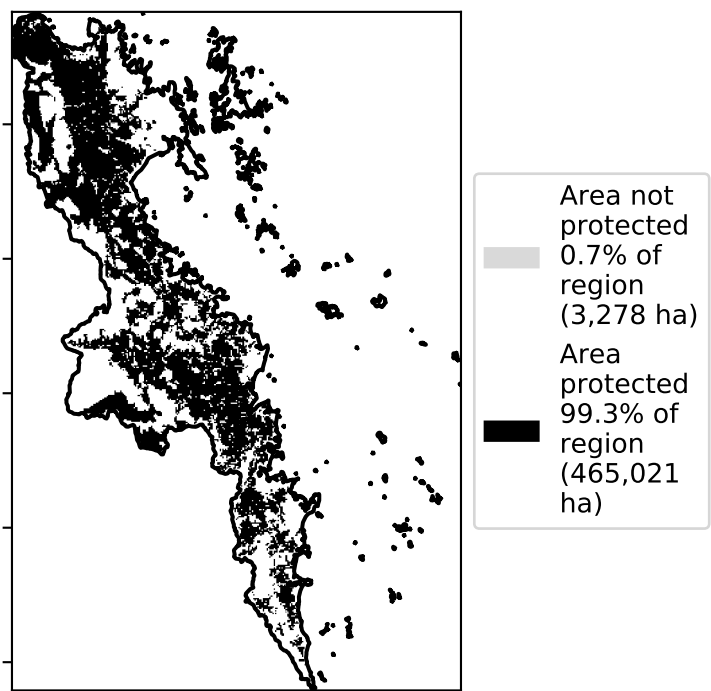 Area not
protected
0.7% of
region
(3,278 ha)
Area
protected
99.3% of
region
(465,021
ha)